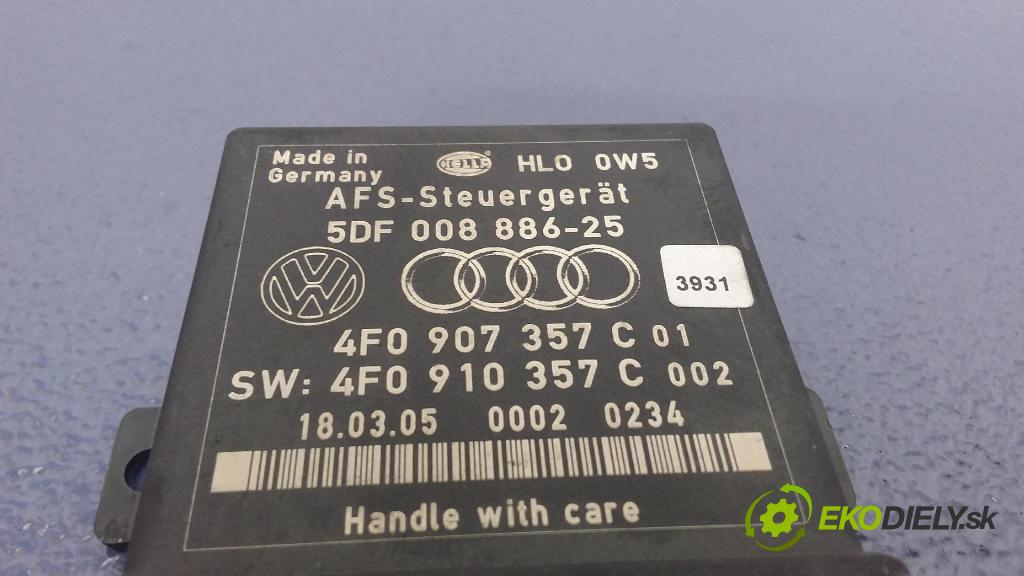 Made in
Germany
HELLA
HLO 0W5
AFS-Steuergerät
5DF 008 886-25
3931
4F0 907 357 C 01
SW: 4F0 910 357 C 002
18.03.05 0002 0234
Handle with care
EKODIELY.sk